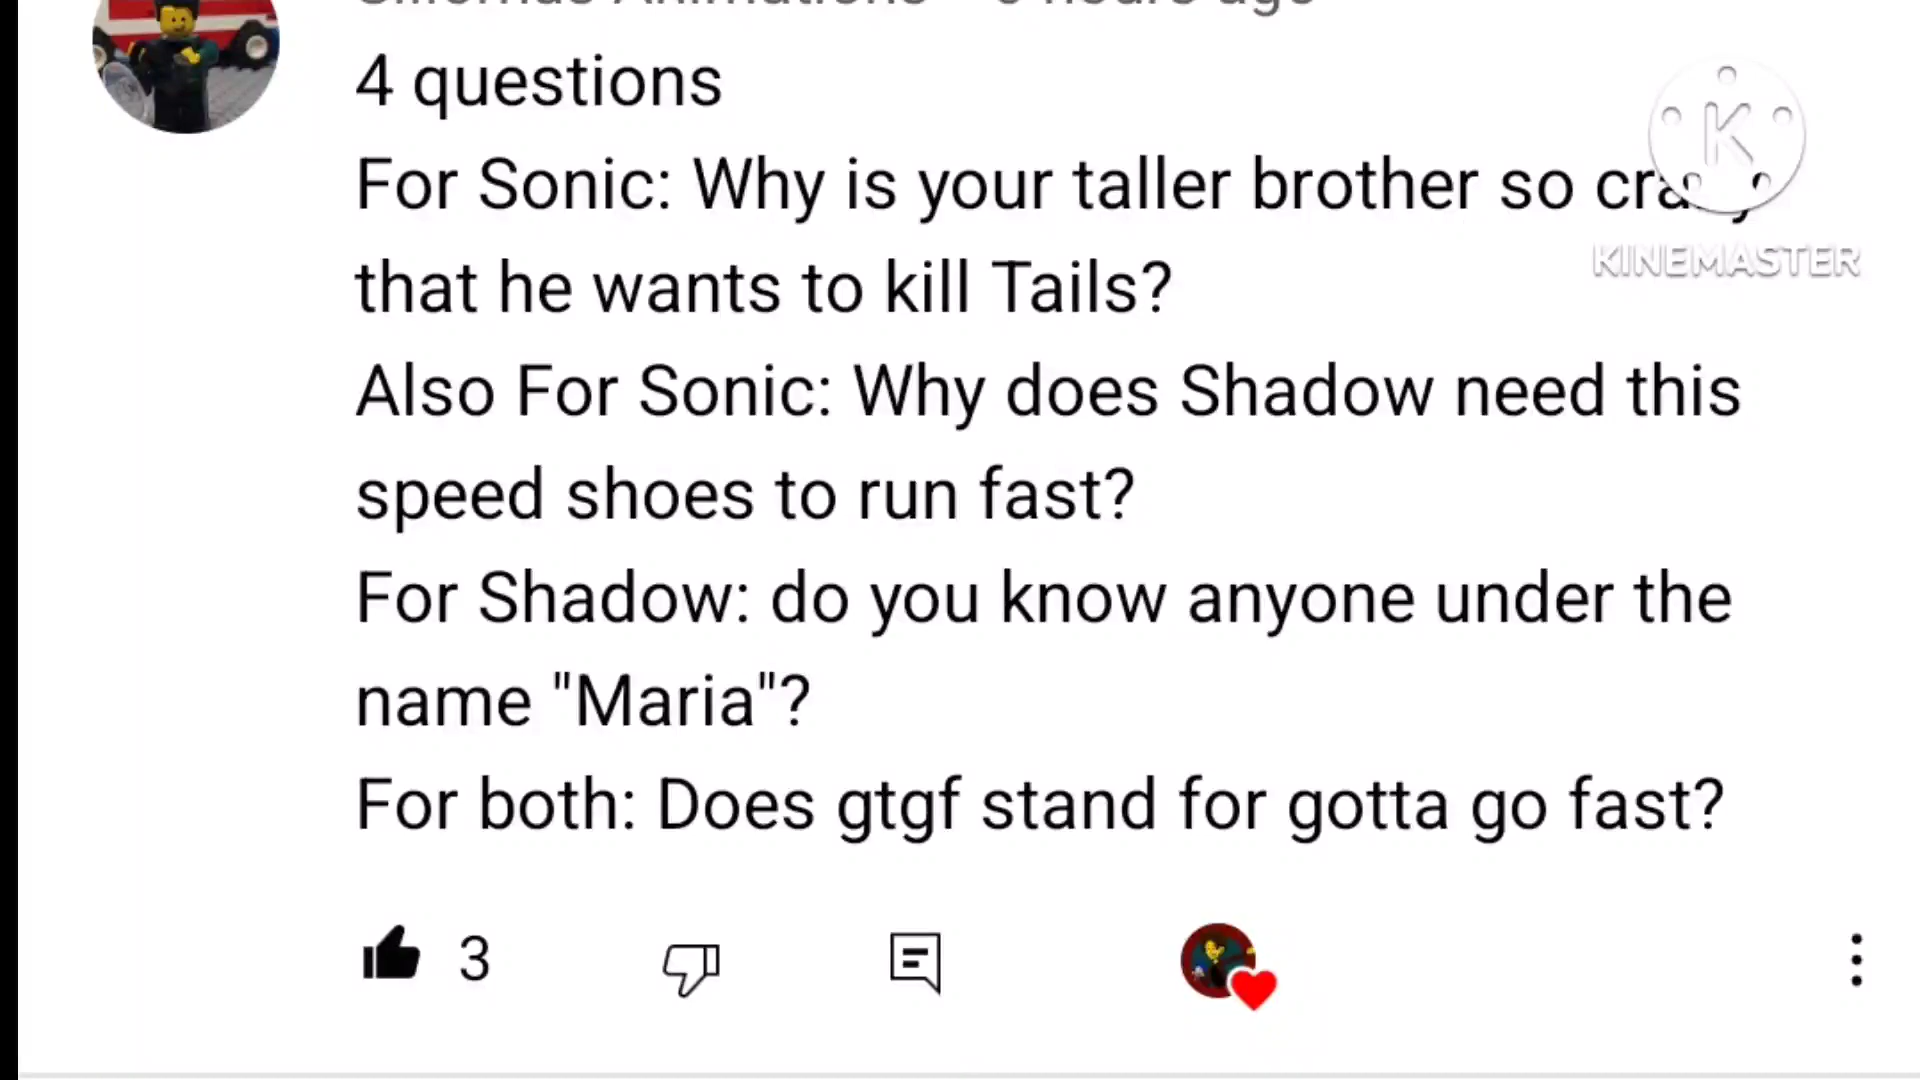 4 questions
For Sonic: Why is your taller brother so crazy
that he wants to kill Tails?
Also For Sonic: Why does Shadow need this
speed shoes to run fast?
For Shadow: do you know anyone under the
name "Maria"?
For both: Does gtgf stand for gotta go fast?
3
K
KINEMASTER